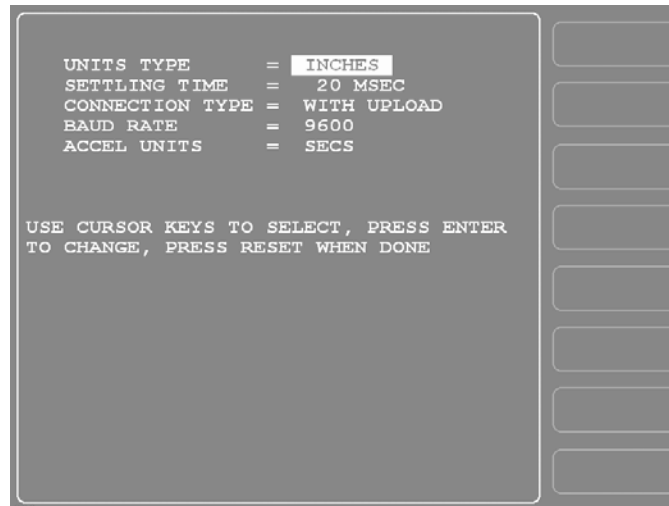 UNITS TYPE = INCHES
SETTLING TIME = 20 MSEC
CONNECTION TYPE = WITH UPLOAD
BAUD RATE = 9600
ACCEL UNITS = SECS
USE CURSOR KEYS TO SELECT, PRESS ENTER
TO CHANGE, PRESS RESET WHEN DONE